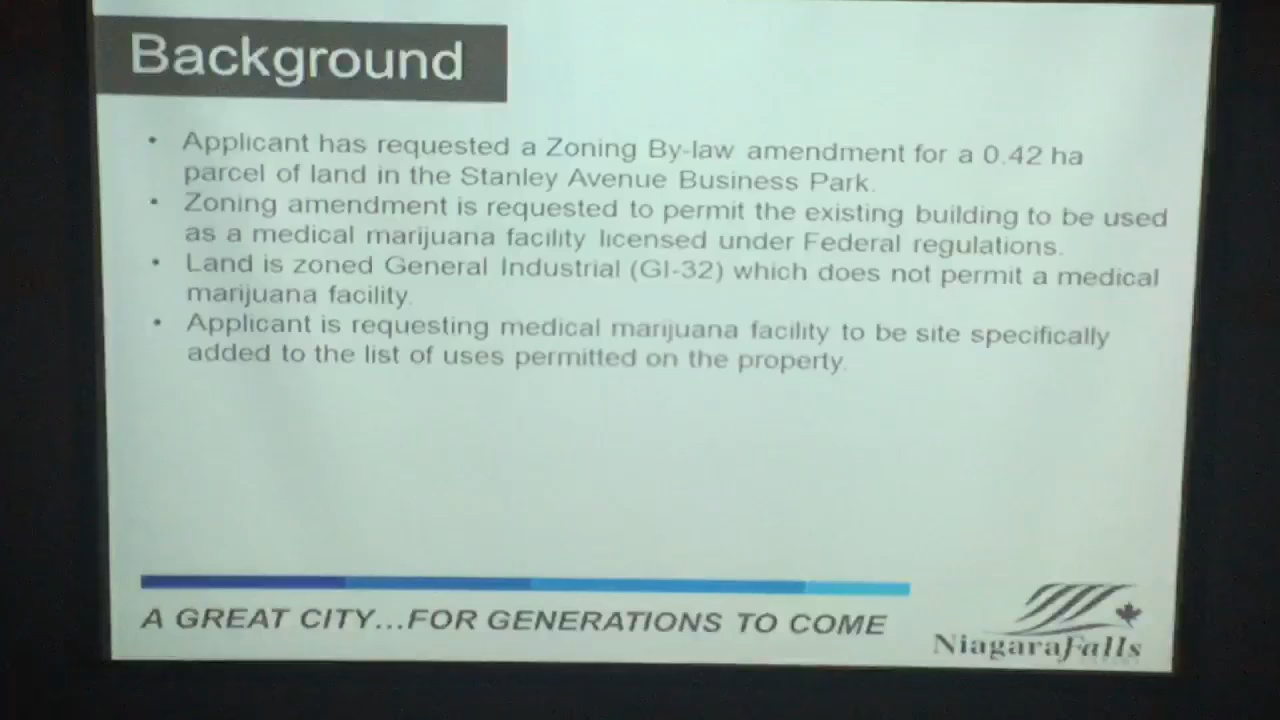 Background
• Applicant has requested a Zoning By-law amendment for a 0.42 ha
parcel of land in the Stanley Avenue Business Park.
• Zoning amendment is requested to permit the existing building to be used
as a medical marijuana facility licensed under Federal regulations.
• Land is zoned General Industrial (GI-32) which does not permit a medical
marijuana facility.
• Applicant is requesting medical marijuana facility to be site specifically
added to the list of uses permitted on the property.
A GREAT CITY...FOR GENERATIONS TO COME
NiagaraFalls